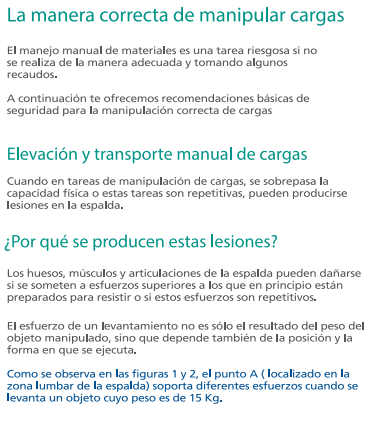 La manera correcta de manipular cargas
El manejo manual de materiales es una tarea riesgosa si no
se realiza de la manera adecuada y tomando algunos
recaudos.
A continuación te ofrecemos recomendaciones básicas de
seguridad para la manipulación correcta de cargas
Elevación y transporte manual de cargas
Cuando en tareas de manipulación de cargas, se sobrepasa la
capacidad física o estas tareas son repetitivas, pueden producirse
lesiones en la espalda.
¿Por qué se producen estas lesiones?
Los huesos, músculos y articulaciones de la espalda pueden dañarse
si se someten a esfuerzos superiores a los que en principio están
preparados para resistir o si estos esfuerzos son repetitivos.
El esfuerzo de un levantamiento no es sólo el resultado del peso del
objeto manipulado, sino que depende también de la posición y la
forma en que se ejecuta.
Como se observa en las figuras 1 y 2, el punto A ( localizado en la
zona lumbar de la espalda) soporta diferentes esfuerzos cuando se
levanta un objeto cuyo peso es de 15 Kg.